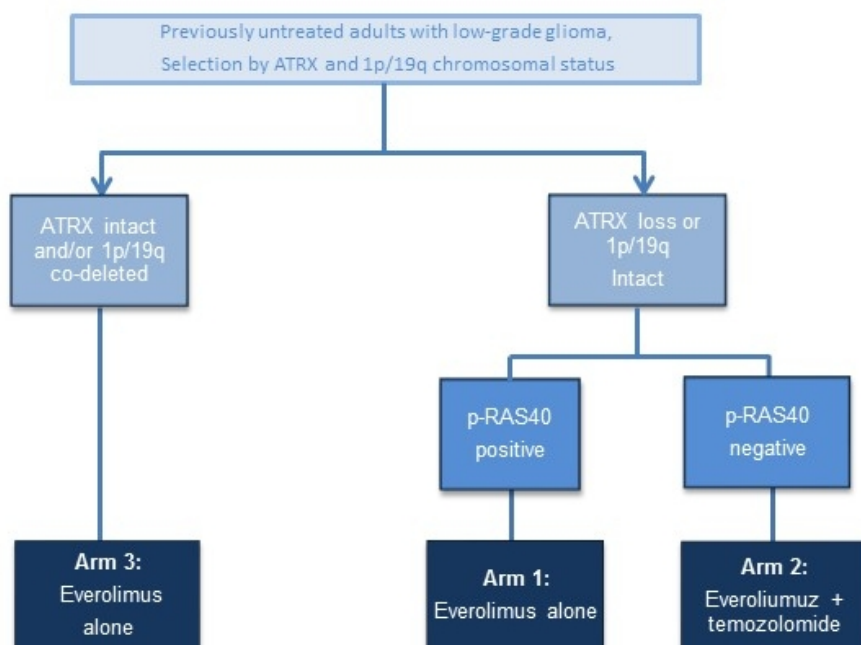 Previously untreated adults with low-grade glioma,
Selection by ATRX and 1p/19q chromosomal status
ATRX intact
and/or 1p/19q
co-deleted
ATRX loss or
1p/19q
Intact
p-RAS40
positive
p-RAS40
negative
Arm 3:
Everolimus
alone
Arm 1:
Everolimus alone
Arm 2:
Everoliumuz +
temozolomide